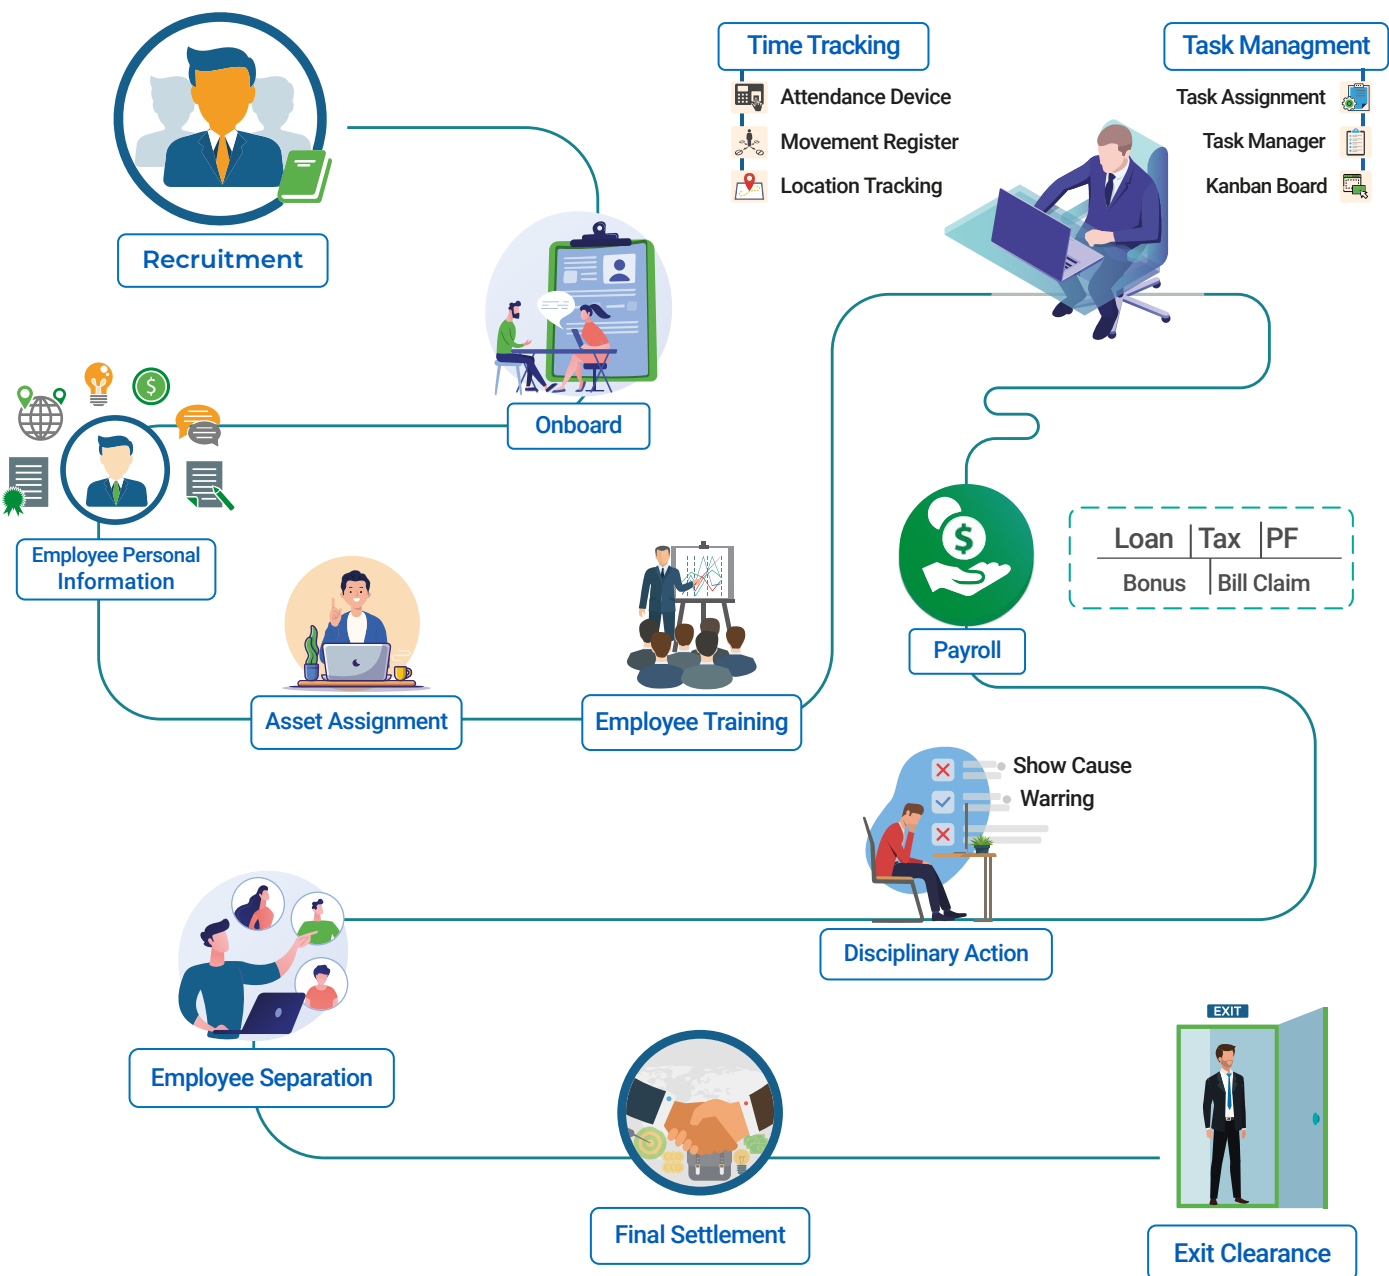 Recruitment
Time Tracking
Attendance Device
Movement Register
Location Tracking
Task Managment
Task Assignment
Task Manager
Kanban Board
Onboard
Employee Personal
Information
Asset Assignment
Employee Training
Payroll
Loan Tax PF
Bonus Bill Claim
Show Cause
Warring
Disciplinary Action
Employee Separation
Final Settlement
EXIT
Exit Clearance